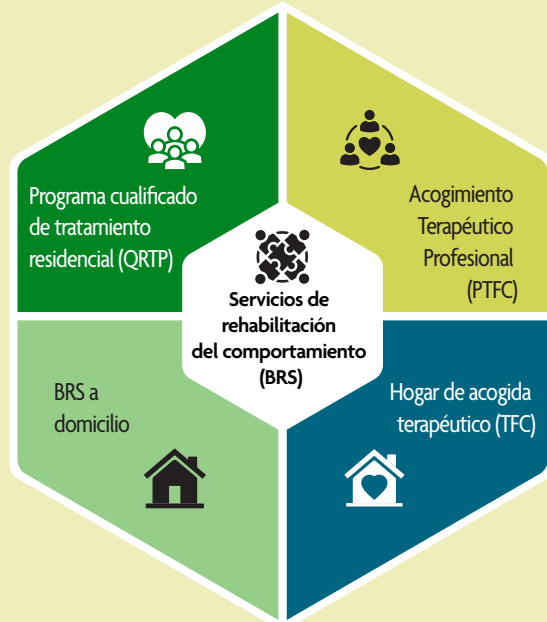 Programa cualificado
de tratamiento
residencial (QRTP)
Acogimiento
Terapéutico
Profesional
(PTFC)
Servicios de
rehabilitación
del comportamiento
(BRS)
BRS a
domicilio
Hogar de acogida
terapéutico (TFC)